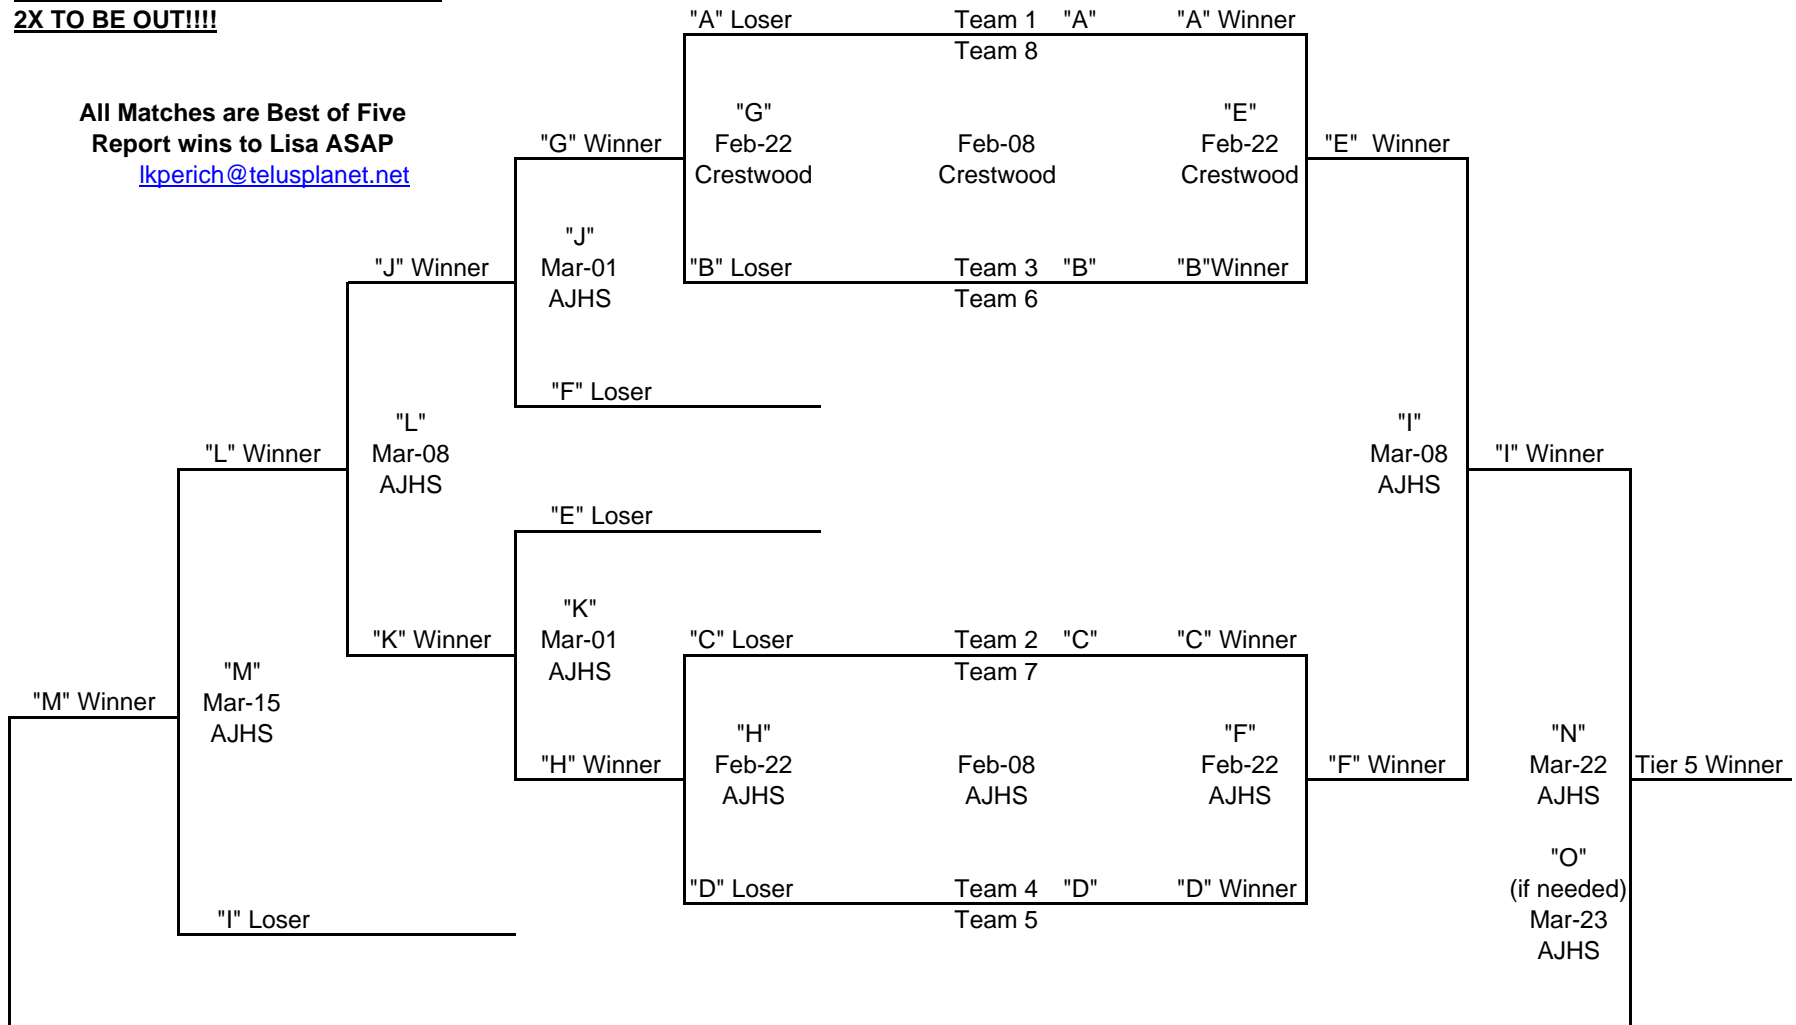 2X TO BE OUT!!!!
"A" Loser Team 1 "A" "A" Winner
Team 8
All Matches are Best of Five "G" "E"
Report wins to Lisa ASAP "G" Winner Feb-22 Feb-08 Feb-22 "E" Winner
lkperich@telusplanet.net Crestwood Crestwood Crestwood
"J"
"J" Winner Mar-01 "B" Loser Team 3 "B" "B"Winner
AJHS Team 6
"F" Loser
"L" "I"
"L" Winner Mar-08 Mar-08 "I" Winner
AJHS AJHS
"E" Loser
"K"
"K" Winner Mar-01 "C" Loser Team 2 "C" "C" Winner
"M" AJHS Team 7
"M" Winner Mar-15
AJHS "H" "F" "N"
"H" Winner Feb-22 Feb-08 Feb-22 "F" Winner Mar-22 Tier 5 Winner
AJHS AJHS AJHS AJHS
"O"
"D" Loser Team 4 "D" "D" Winner (if needed)
"I" Loser Team 5 Mar-23
AJHS